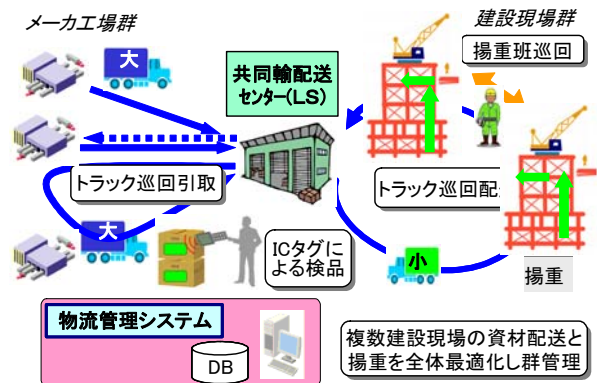 メーカ工場群
建設現場群
大
共同輸配送
センター(LS)
揚重班巡回
トラック巡回引取
トラック巡回配
大
ICタグに
よる検品
小
揚重
物流管理システム
DB
複数建設現場の資材配送と
揚重を全体最適化し群管理